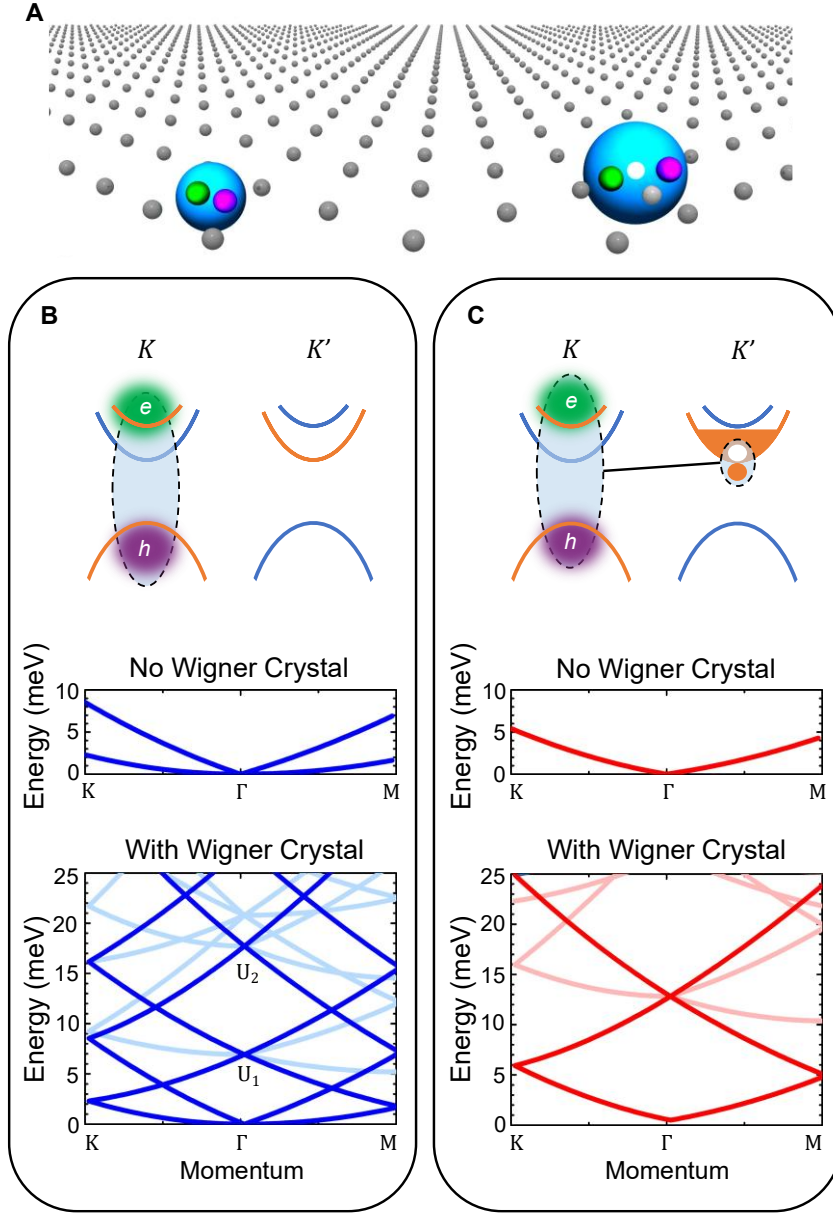 A
B
K K'
e
h
No Wigner Crystal
Energy (meV)
10
5
0
K Γ M
With Wigner Crystal
Energy (meV)
25
20
15
10
5
0
U₂
U₁
K Γ M
Momentum
C
K K'
e
h
No Wigner Crystal
Energy (meV)
10
5
0
K Γ M
With Wigner Crystal
Energy (meV)
25
20
15
10
5
0
K Γ M
Momentum